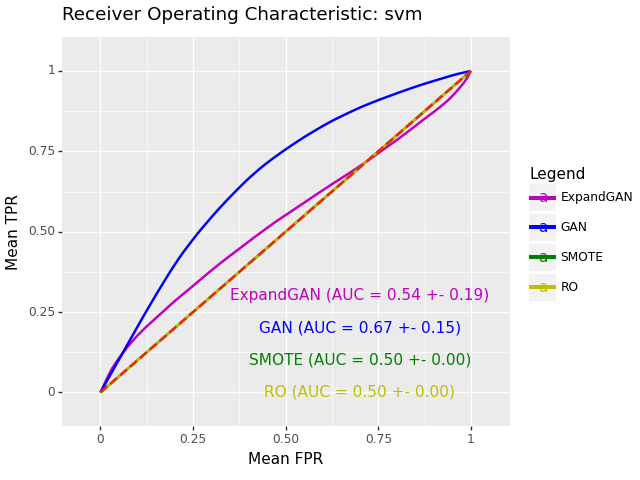 Receiver Operating Characteristic: svm
Mean TPR
1
0.75
0.50
0.25
0
ExpandGAN (AUC = 0.54 +- 0.19)
GAN (AUC = 0.67 +- 0.15)
SMOTE (AUC = 0.50 +- 0.00)
RO (AUC = 0.50 +- 0.00)
0
0.25
0.50
0.75
1
Mean FPR
Legend
a ExpandGAN
a GAN
a SMOTE
a RO